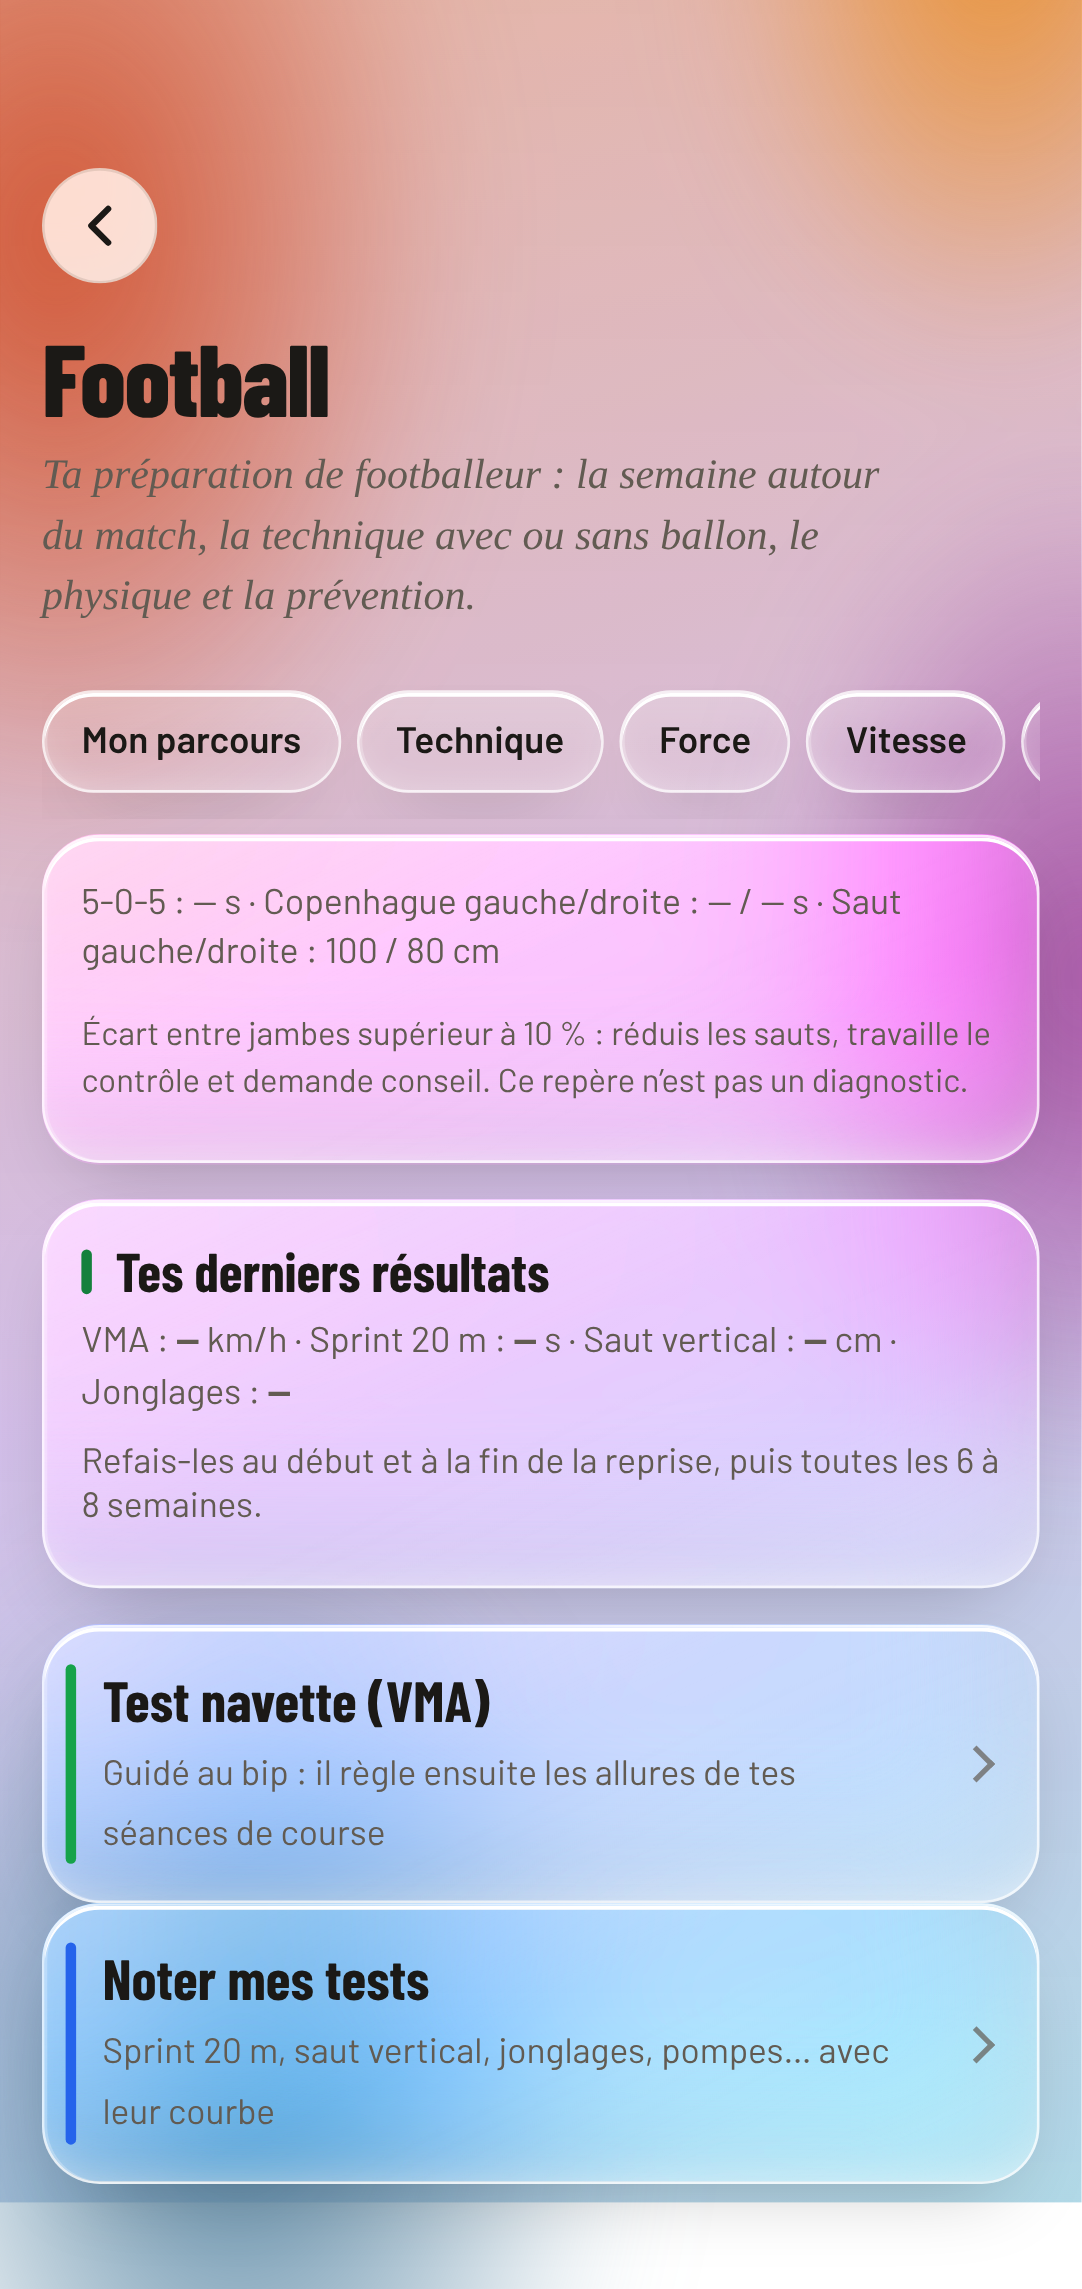 Football
Ta préparation de footballeur : la semaine autour
du match, la technique avec ou sans ballon, le
physique et la prévention.
Mon parcours Technique Force Vitesse
5-0-5 : — s · Copenhague gauche/droite : — / — s · Saut
gauche/droite : 100 / 80 cm
Écart entre jambes supérieur à 10 % : réduis les sauts, travaille le
contrôle et demande conseil. Ce repère n’est pas un diagnostic.
Tes derniers résultats
VMA : — km/h · Sprint 20 m : — s · Saut vertical : — cm ·
Jonglages : —
Refais-les au début et à la fin de la reprise, puis toutes les 6 à
8 semaines.
Test navette (VMA)
Guidé au bip : il règle ensuite les allures de tes
séances de course
Noter mes tests
Sprint 20 m, saut vertical, jonglages, pompes… avec
leur courbe